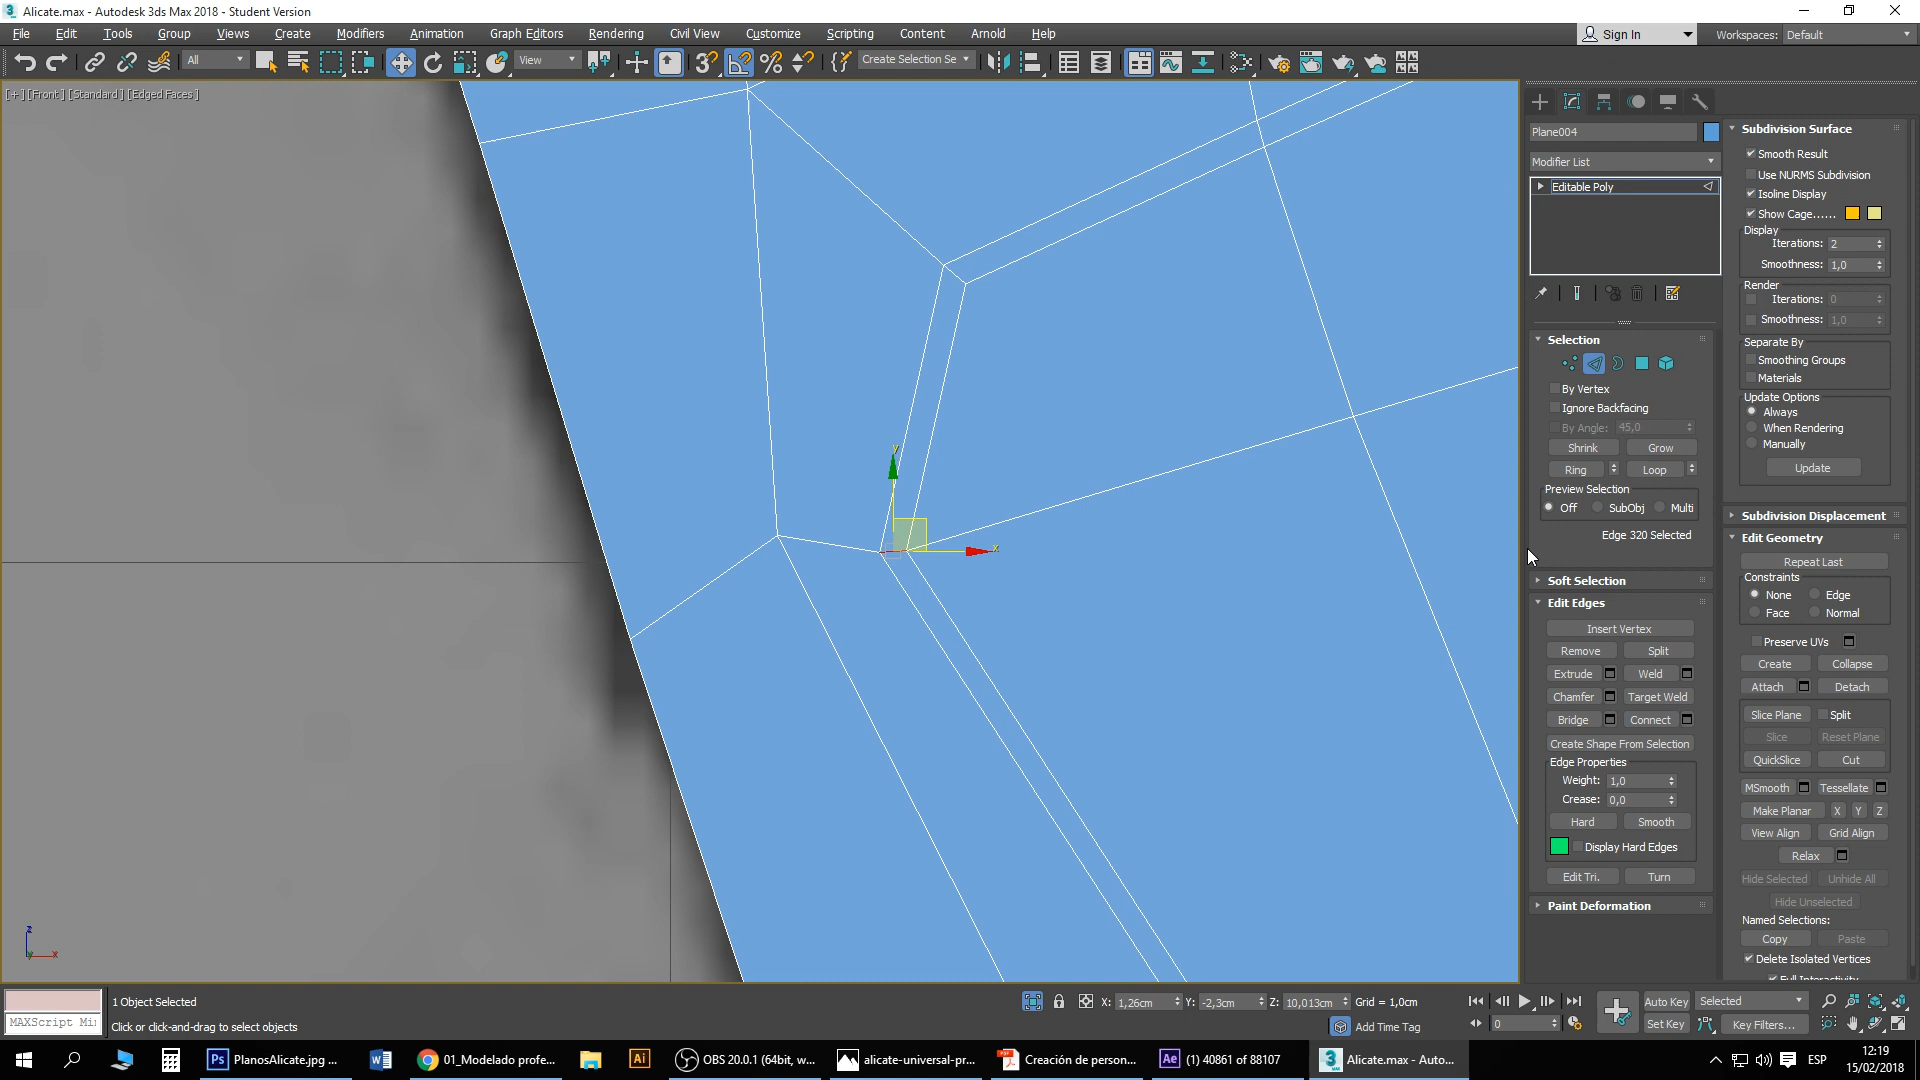 Alicate.max - Autodesk 3ds Max 2018 - Student Version
File Edit Tools Group Views Create Modifiers Animation Graph Editors Rendering Civil View Customize Scripting Content Arnold Help
Sign In Workspaces: Default
All View Create Selection Se
[+] [Front] [Standard] [Edged Faces]
Plane004
Modifier List
Editable Poly
Selection
By Vertex
Ignore Backfacing
By Angle: 45,0
Shrink Grow
Ring Loop
Preview Selection
Off SubObj Multi
Edge 320 Selected
Soft Selection
Edit Edges
Insert Vertex
Remove Split
Extrude Weld
Chamfer Target Weld
Bridge Connect
Create Shape From Selection
Edge Properties
Weight: 1,0
Crease: 0,0
Hard Smooth
Display Hard Edges
Edit Tri. Turn
Paint Deformation
Subdivision Surface
Smooth Result
Use NURMS Subdivision
Isoline Display
Show Cage......
Display
Iterations: 2
Smoothness: 1,0
Render
Iterations: 0
Smoothness: 1,0
Separate By
Smoothing Groups
Materials
Update Options
Always
When Rendering
Manually
Update
Subdivision Displacement
Edit Geometry
Repeat Last
Constraints
None Edge
Face Normal
Preserve UVs
Create Collapse
Attach Detach
Slice Plane Split
Slice Reset Plane
QuickSlice Cut
MSmooth Tessellate
Make Planar X Y Z
View Align Grid Align
Relax
Hide Selected Unhide All
Hide Unselected
Named Selections:
Copy Paste
Delete Isolated Vertices
Full Interactivity
y
x
z
y x
MAXScript Mi
1 Object Selected
Click or click-and-drag to select objects
X: 1,26cm Y: -2,3cm Z: 10,013cm Grid = 1,0cm
Add Time Tag
0
Auto Key Selected
Set Key Key Filters...
PlanosAlicate.jpg ... 01_Modelado profe... OBS 20.0.1 (64bit, w... alicate-universal-pr... Creación de person... (1) 40861 of 88107 Alicate.max - Auto...
ESP
12:19
15/02/2018